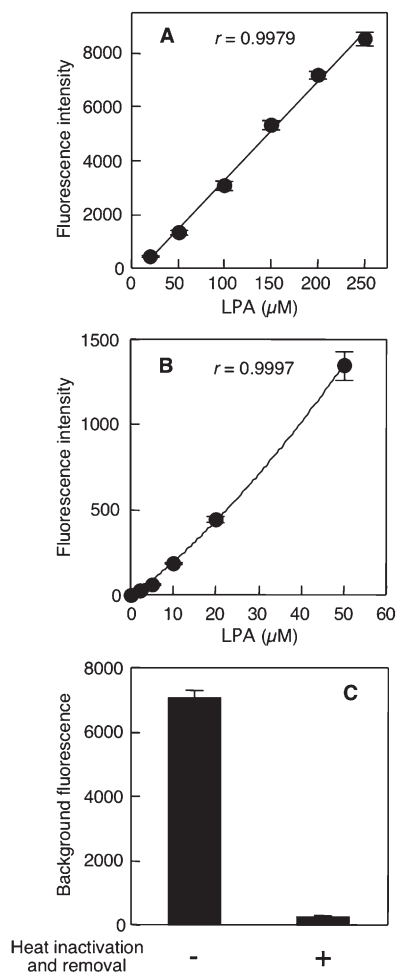 A
r = 0.9979
Fluorescence intensity
8000
6000
4000
2000
0
0 50 100 150 200 250
LPA (µM)
B
r = 0.9997
Fluorescence intensity
1500
1000
500
0
0 10 20 30 40 50 60
LPA (µM)
C
Background fluorescence
8000
6000
4000
2000
0
Heat inactivation
and removal
- +